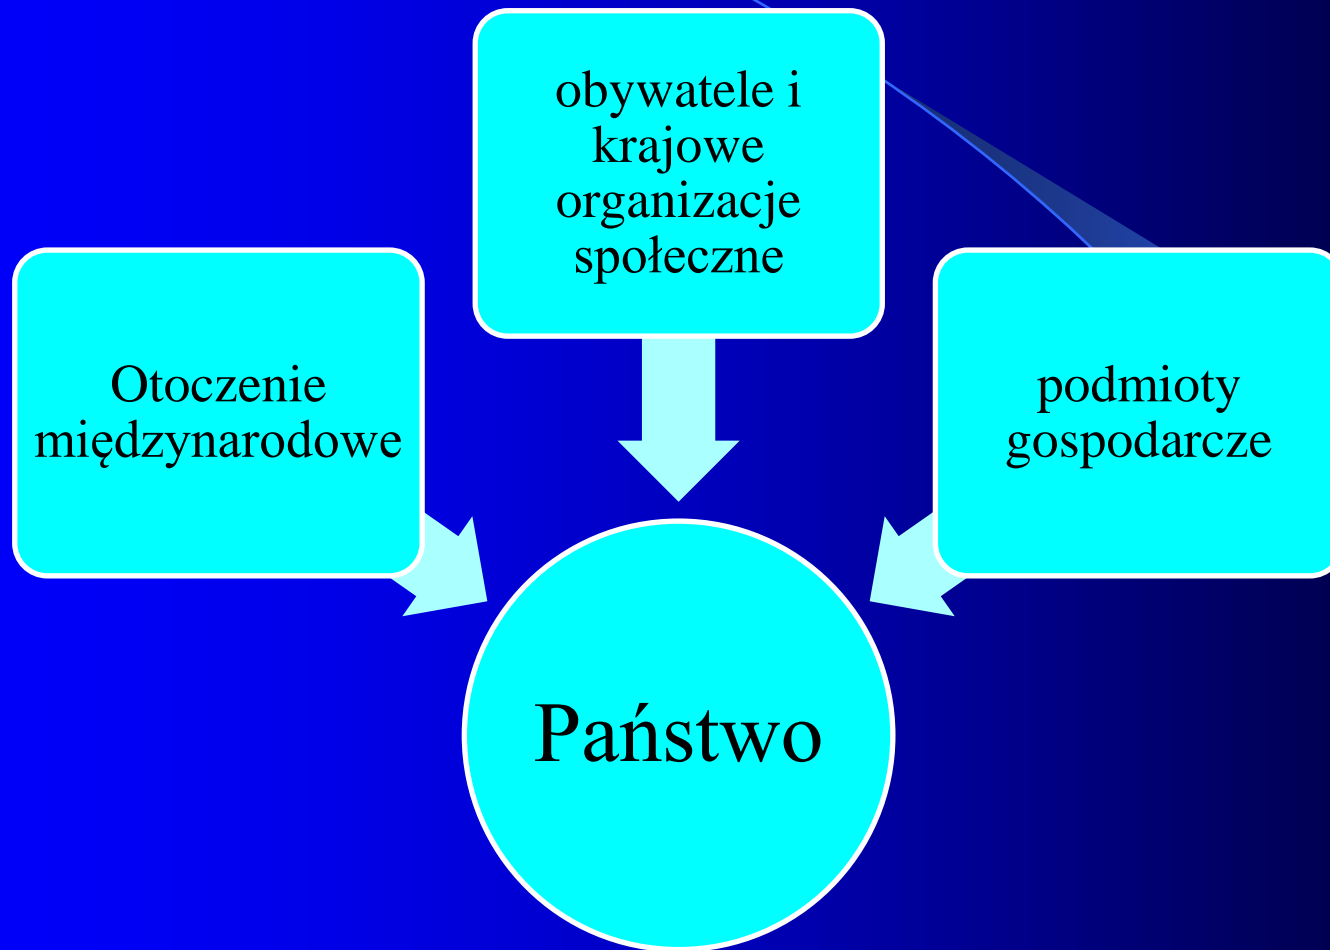 obywatele i
krajowe
organizacje
społeczne
Otoczenie
międzynarodowe
podmioty
gospodarcze
Państwo